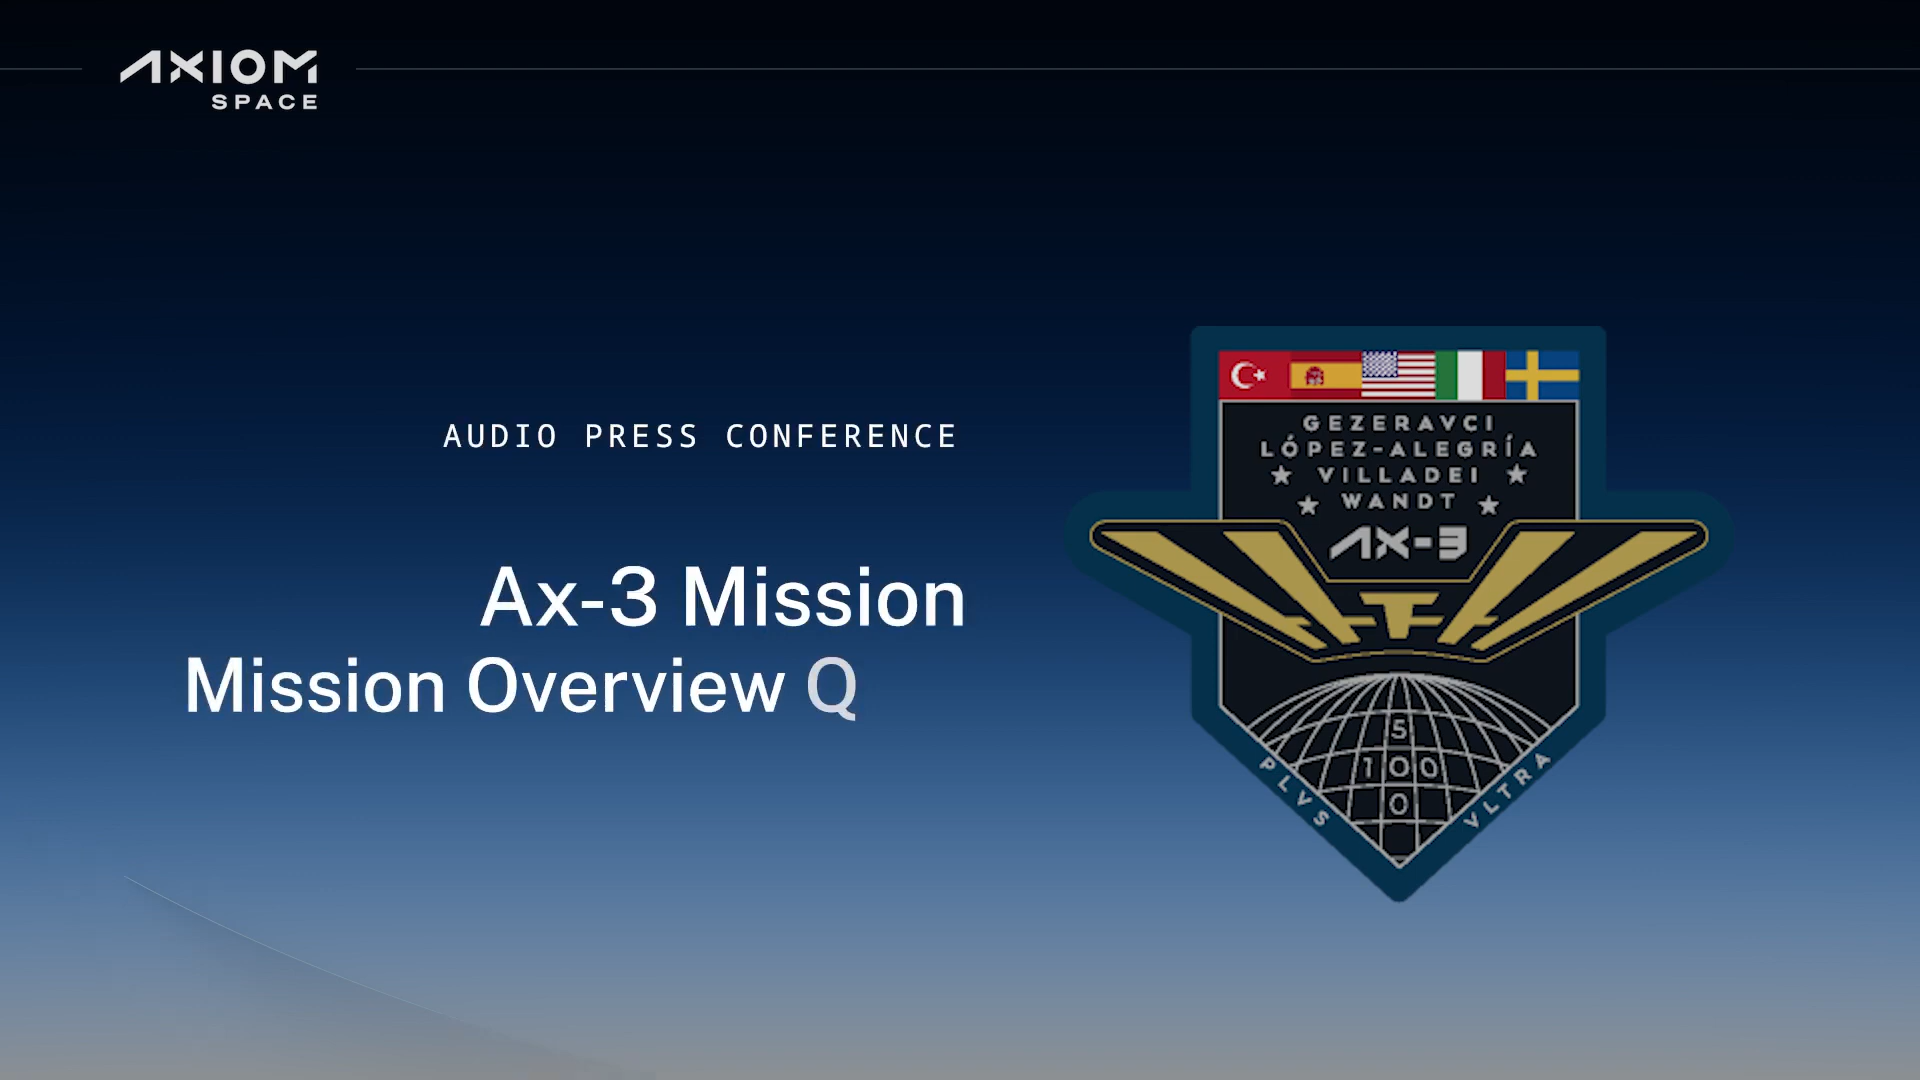 AXIOM
SPACE
AUDIO PRESS CONFERENCE
Ax-3 Mission
Mission Overview Q
GEZERAVCI
LÓPEZ-ALEGRÍA
VILLADEI
WANDT
AX-3
5
100
0
PLVS VLTRA